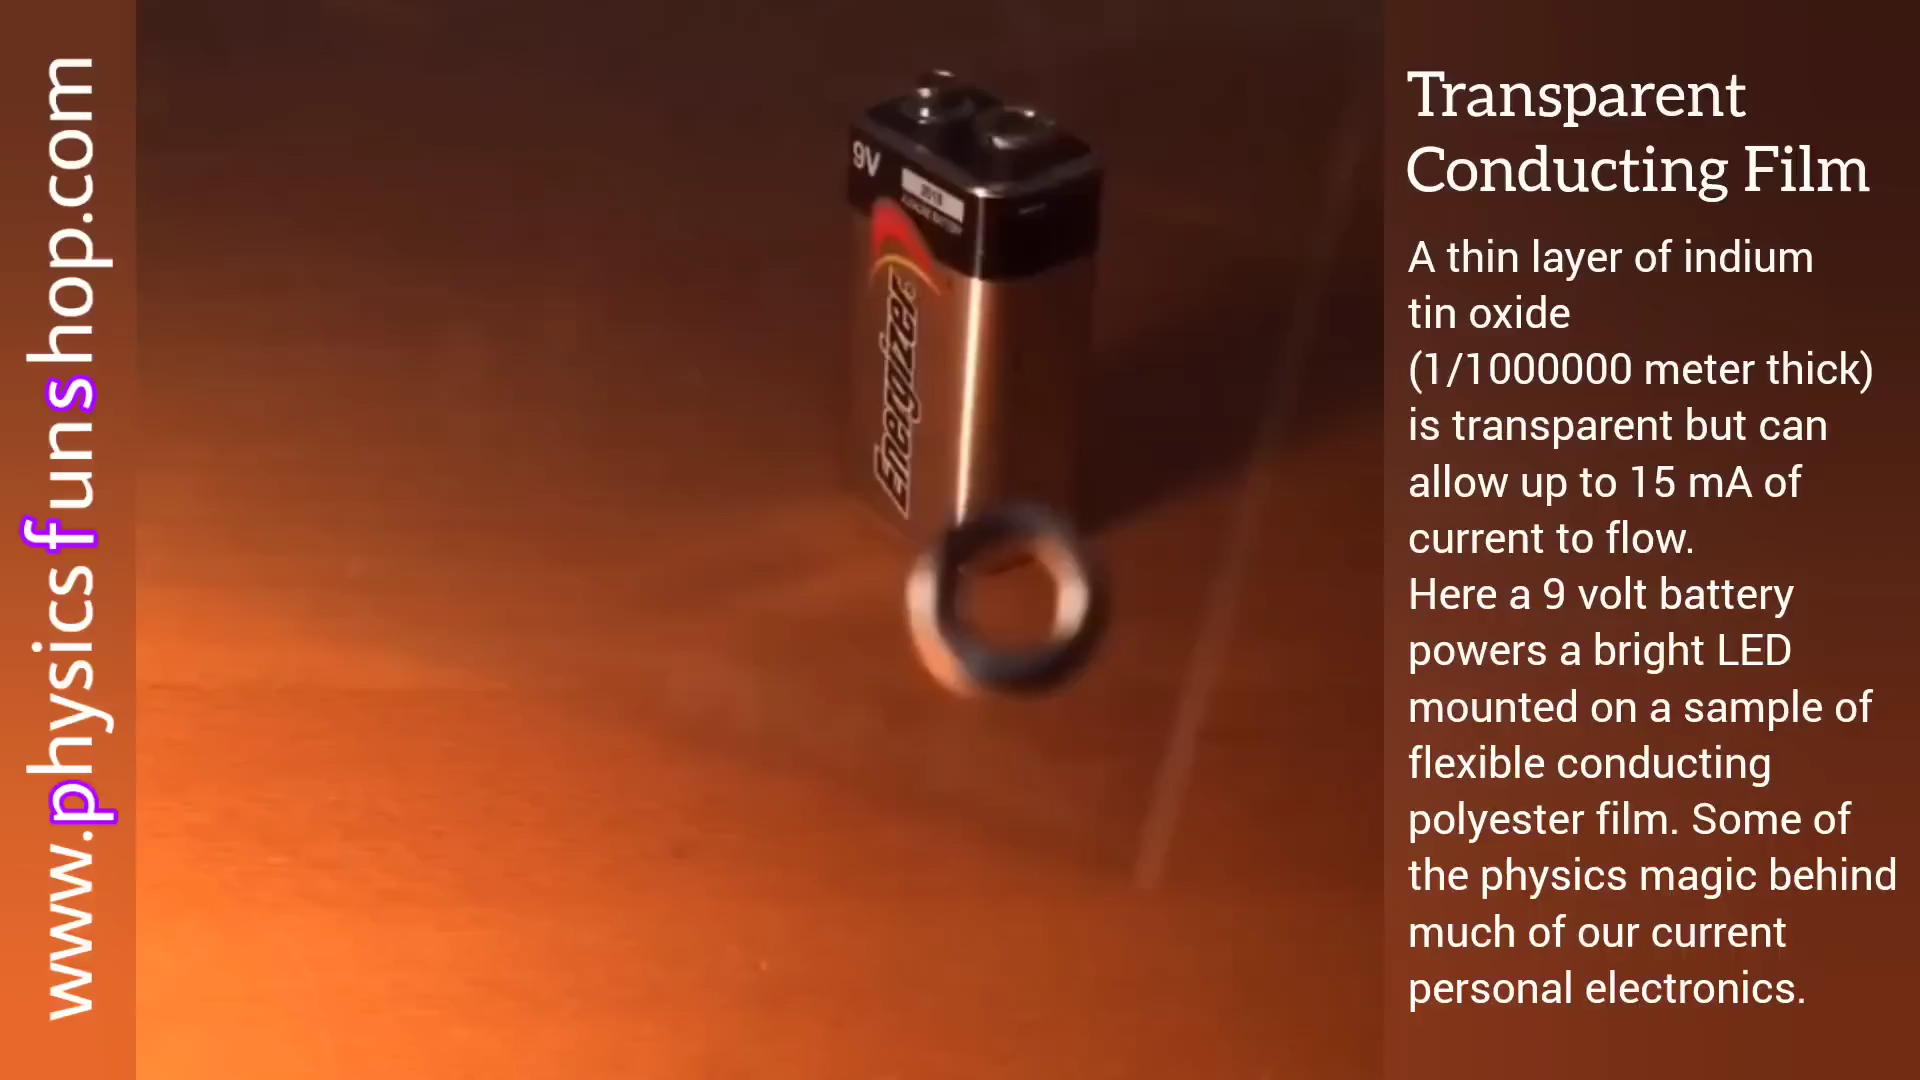 www.physicsfunshop.com
9V
Energizer
Transparent
Conducting Film
A thin layer of indium
tin oxide
(1/1000000 meter thick)
is transparent but can
allow up to 15 mA of
current to flow.
Here a 9 volt battery
powers a bright LED
mounted on a sample of
flexible conducting
polyester film. Some of
the physics magic behind
much of our current
personal electronics.